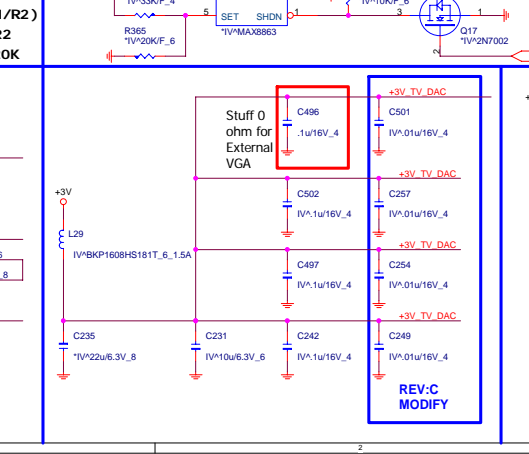 1/R2)
R2
0K
IV^33K/F_4
R365
*IV^20K/F_6
5
SET
SHDN
1
*IV^MAX8863
IV^10K/F_6
3
1
2
Q17
*IV^2N7002
Stuff 0
ohm for
External
VGA
C496
.1u/16V_4
+3V_TV_DAC
C501
IV^.01u/16V_4
+3V_TV_DAC
C502
IV^.1u/16V_4
C257
IV^.01u/16V_4
+3V
L29
IV^BKP1608HS181T_6_1.5A
+3V_TV_DAC
C497
IV^.1u/16V_4
C254
IV^.01u/16V_4
_8
+3V_TV_DAC
C235
*IV^22u/6.3V_8
C231
IV^10u/6.3V_6
C242
IV^.1u/16V_4
C249
IV^.01u/16V_4
REV:C
MODIFY
2